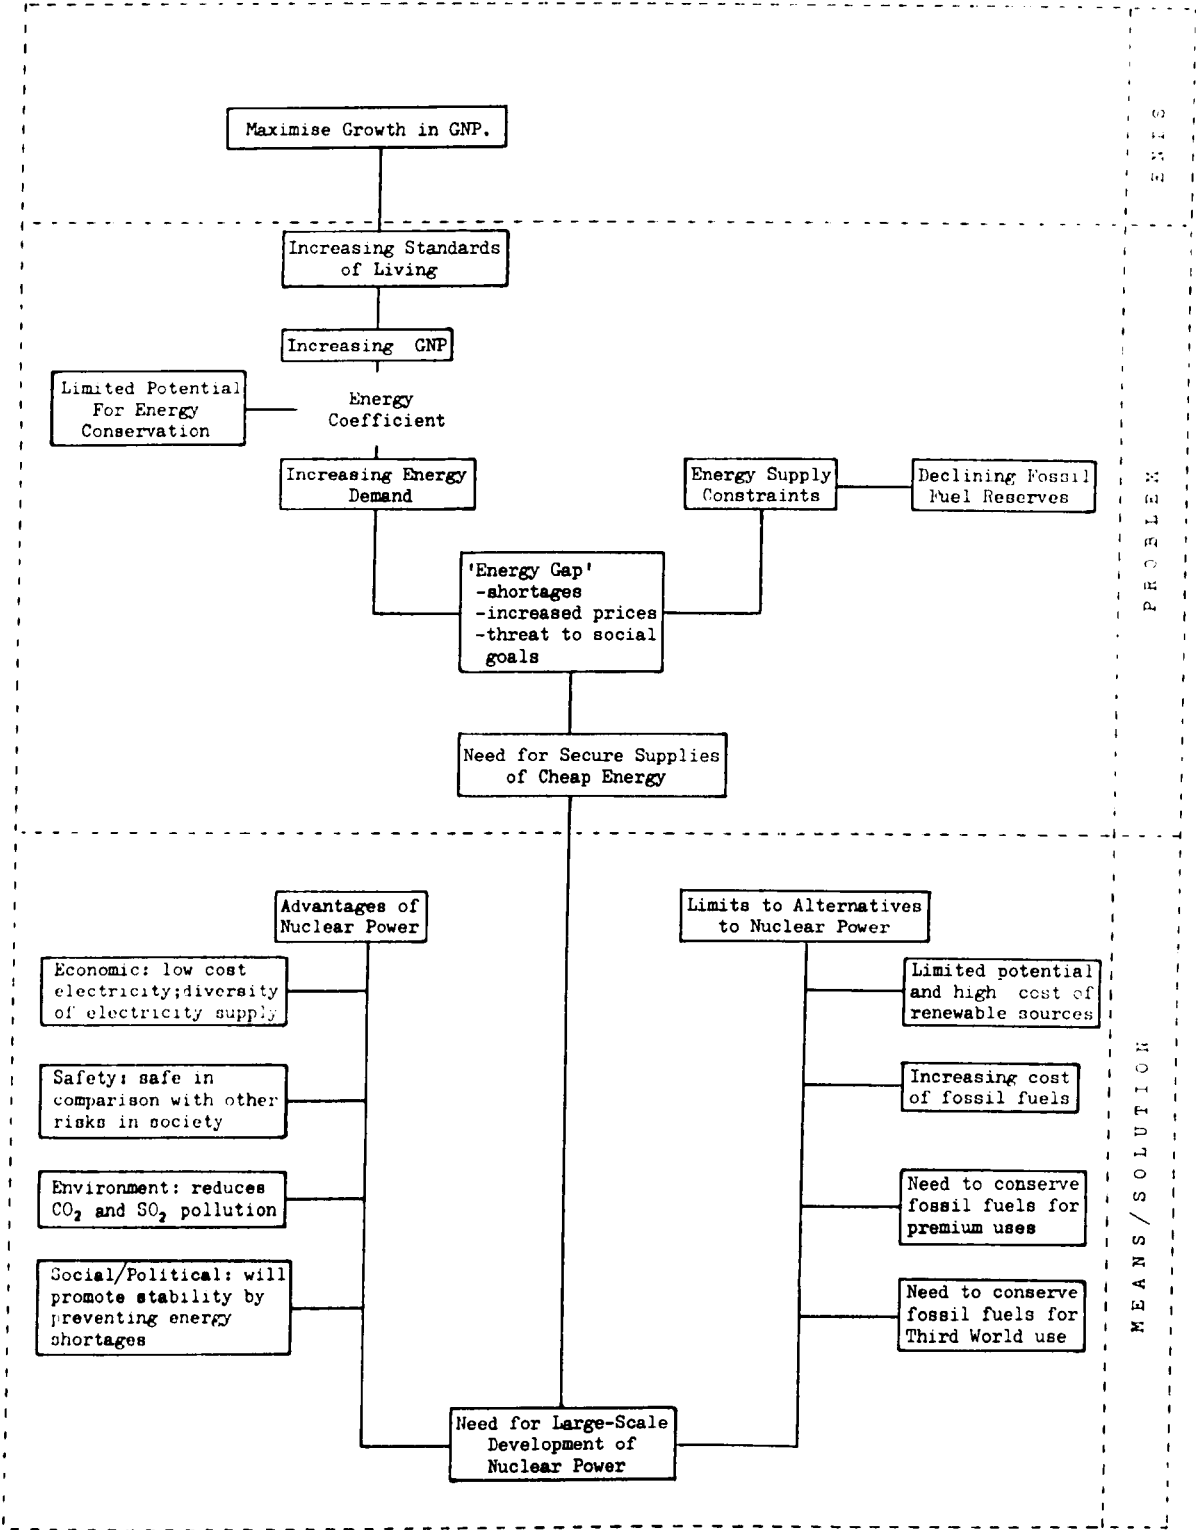 Maximise Growth in GNP.
ENDS
Increasing Standards
of Living
Increasing GNP
Limited Potential
For Energy
Conservation
Energy
Coefficient
Increasing Energy
Demand
Energy Supply
Constraints
Declining Fossil
Fuel Reserves
'Energy Gap'
-shortages
-increased prices
-threat to social
goals
Need for Secure Supplies
of Cheap Energy
PROBLEM
Advantages of
Nuclear Power
Economic: low cost
electricity;diversity
of electricity supply
Safety: safe in
comparison with other
risks in society
Environment: reduces
CO₂ and SO₂ pollution
Social/Political: will
promote stability by
preventing energy
shortages
Limits to Alternatives
to Nuclear Power
Limited potential
and high cost of
renewable sources
Increasing cost
of fossil fuels
Need to conserve
fossil fuels for
premium uses
Need to conserve
fossil fuels for
Third World use
Need for Large-Scale
Development of
Nuclear Power
MEANS/SOLUTION